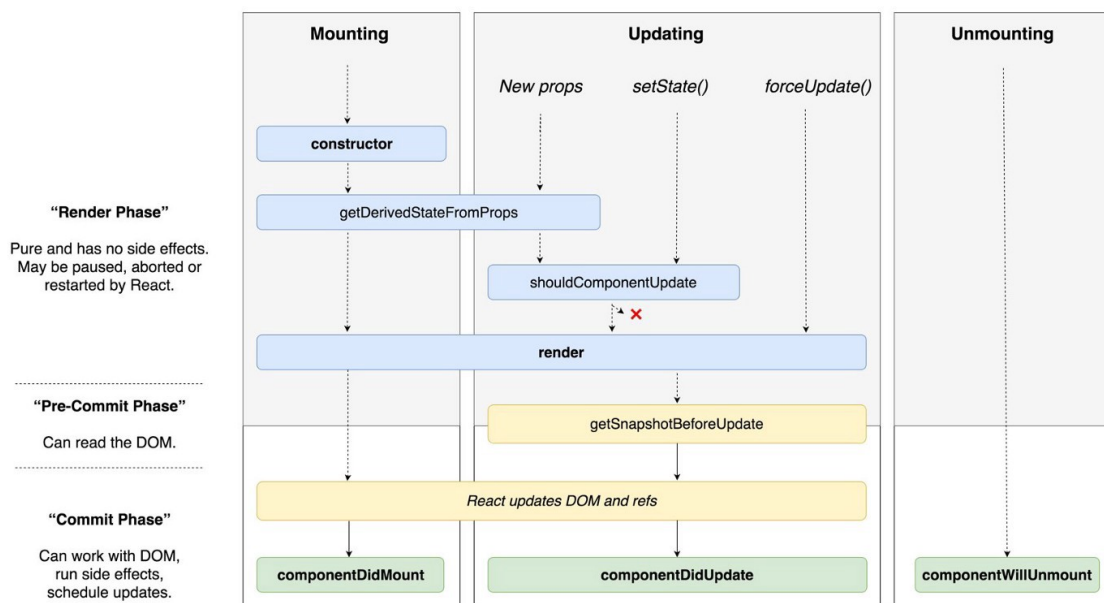 Mounting
Updating
Unmounting
New props
setState()
forceUpdate()
constructor
“Render Phase”
getDerivedStateFromProps
Pure and has no side effects.
May be paused, aborted or
restarted by React.
shouldComponentUpdate
render
“Pre-Commit Phase”
Can read the DOM.
getSnapshotBeforeUpdate
React updates DOM and refs
“Commit Phase”
Can work with DOM,
run side effects,
schedule updates.
componentDidMount
componentDidUpdate
componentWillUnmount